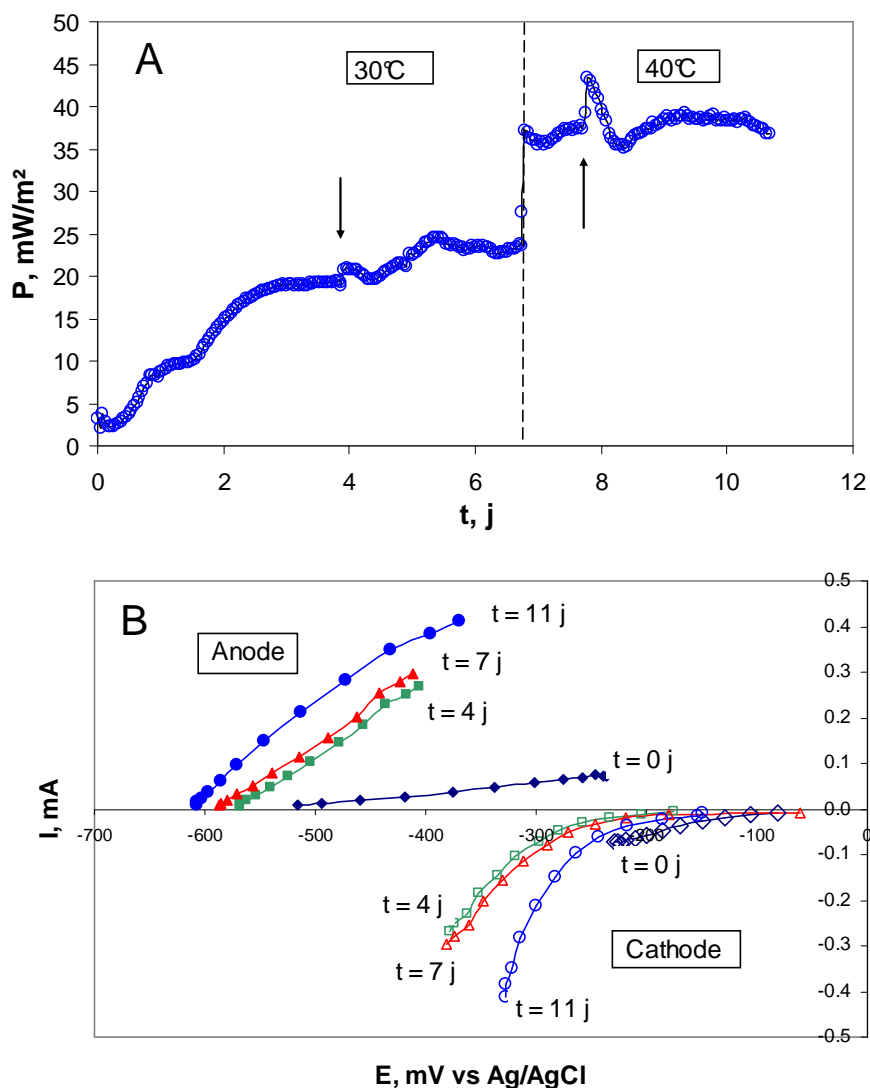 A
30°C
40°C
50
45
40
35
30
25
20
15
10
5
0
P, mW/m²
0
2
4
6
8
10
12
t, j
B
Anode
t = 11 j
t = 7 j
t = 4 j
t = 0 j
0.5
0.4
0.3
0.2
0.1
0.0
-0.1
-0.2
-0.3
-0.4
-0.5
I, mA
-700
-600
-500
-400
-300
-200
-100
0
t = 0 j
t = 4 j
t = 7 j
t = 11 j
Cathode
E, mV vs Ag/AgCl